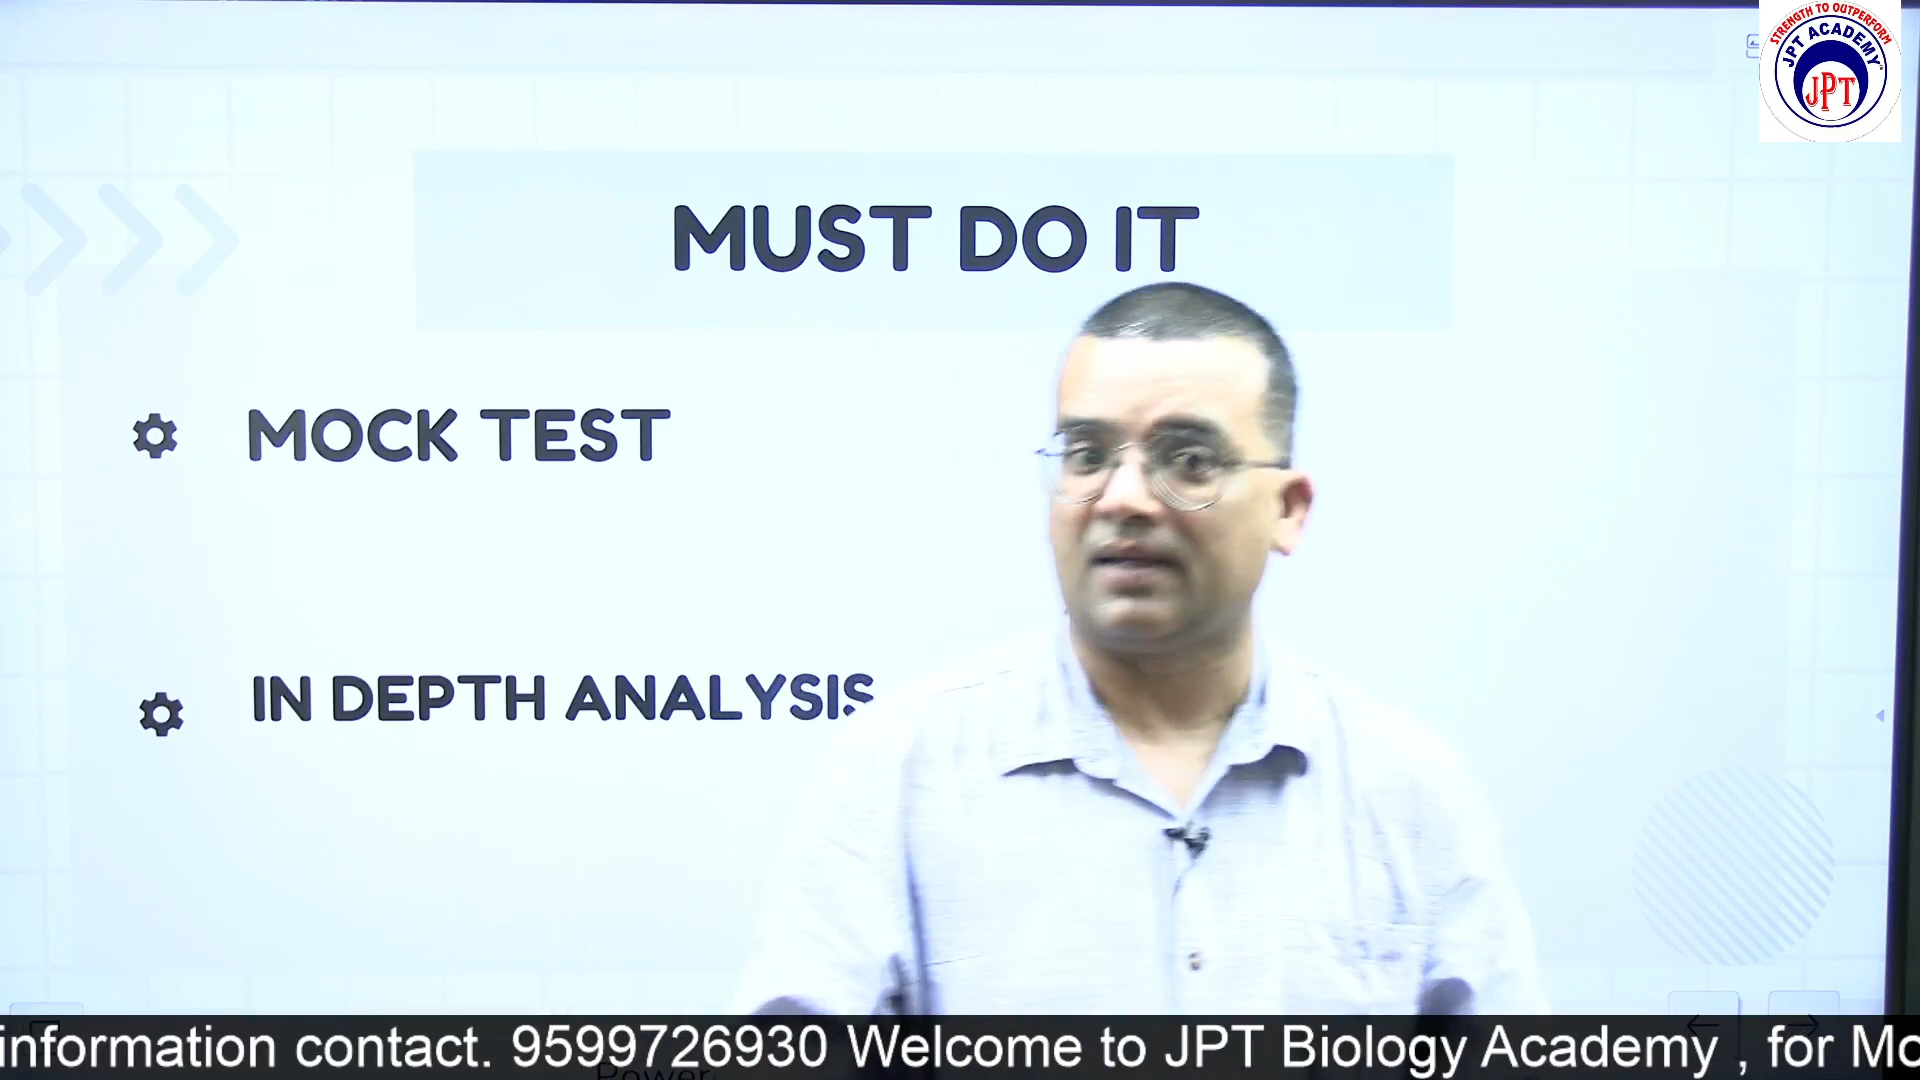 STRENGTH TO OUTPERFORM
JPT ACADEMY
JPT
MUST DO IT
MOCK TEST
IN DEPTH ANALYSIS
information contact. 9599726930 Welcome to JPT Biology Academy , for Mo